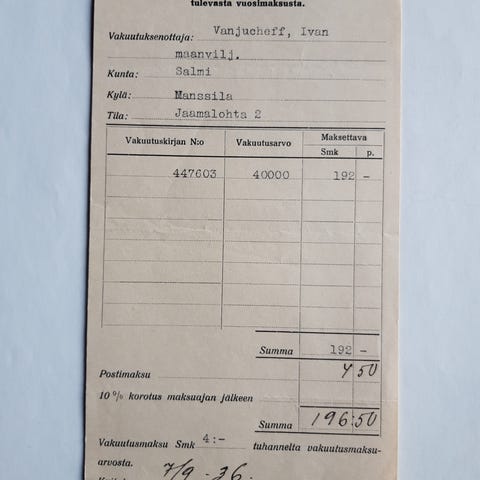 tulevasta vuosimaksusta.
Vakuutuksenottaja: Vanjucheff, Ivan
maanvilj.
Kunta: Salmi
Kylä: Manssila
Tila: Jaamalohta 2
Vakuutuskirjan N:o Vakuutusarvo Maksettava
Smk p.
447603 40000 192 -
Summa 192 -
Postimaksu 4 50
10 % korotus maksuajan jälkeen
Summa 196:50
Vakuutusmaksu Smk 4:- tuhannelta vakuutusmaksu-
arvosta.
7/9 - 36.